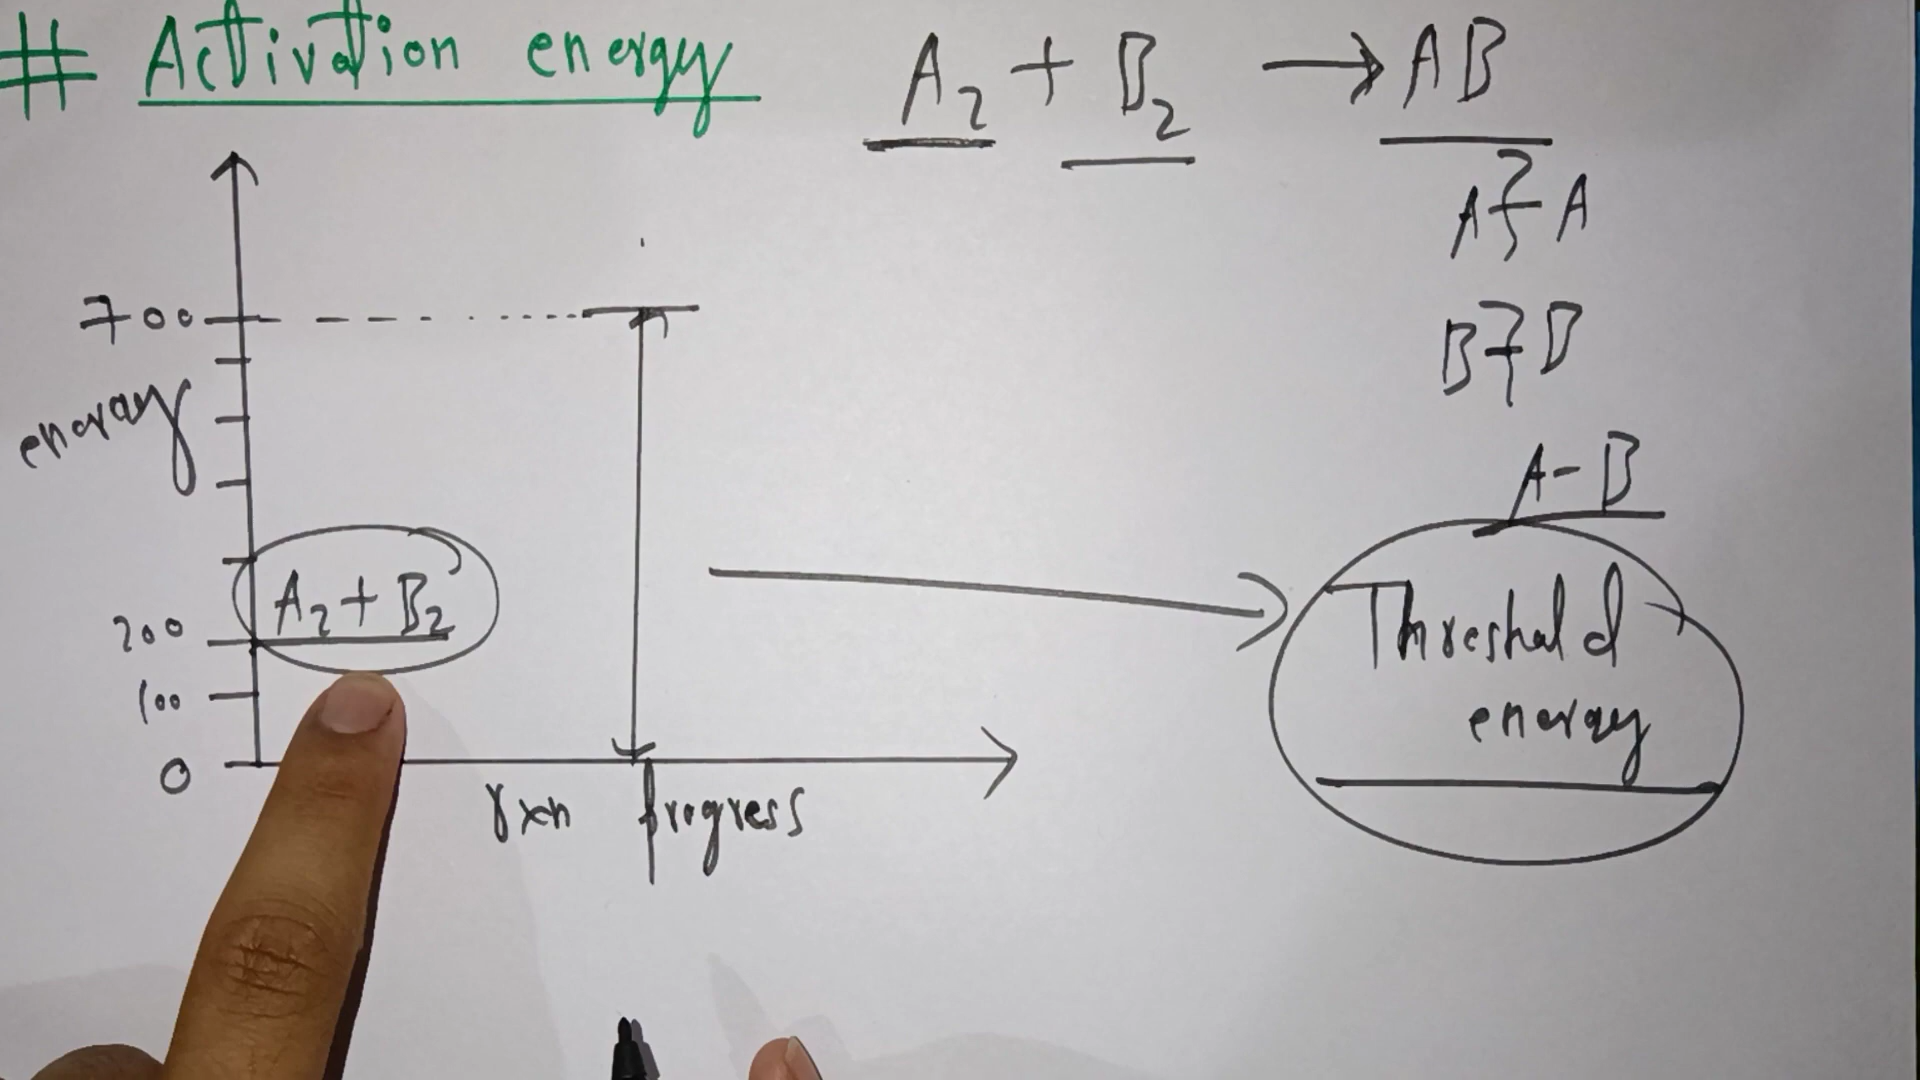 # Activation energy
A₂ + B₂ → AB
A-A
B-B
A-B
700
energy
A₂ + B₂
200
100
0
rxn progress
Threshold
energy